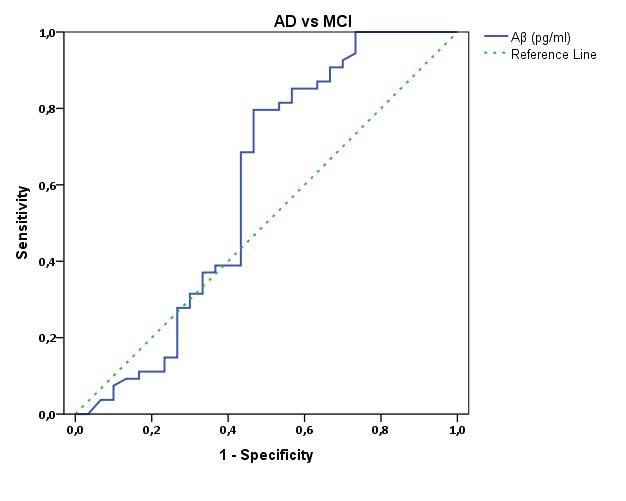 AD vs MCI
Aβ (pg/ml)
Reference Line
Sensitivity
1,0
0,8
0,6
0,4
0,2
0,0
0,0 0,2 0,4 0,6 0,8 1,0
1 - Specificity